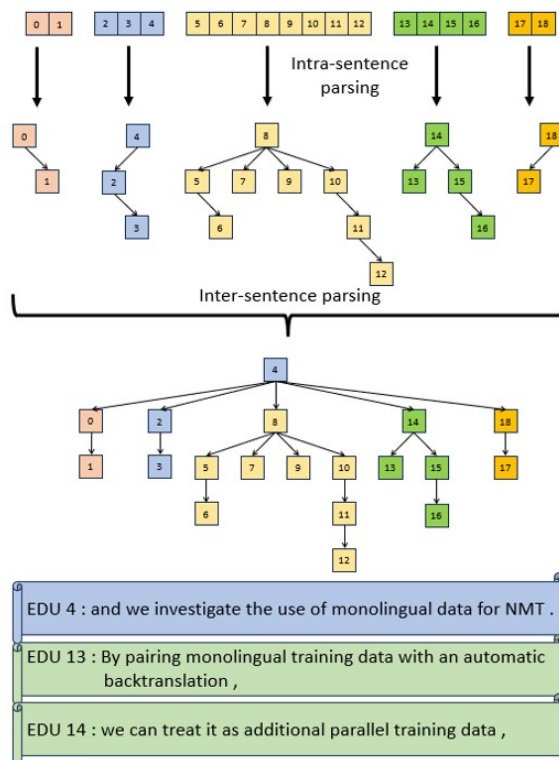 0 1 2 3 4 5 6 7 8 9 10 11 12 13 14 15 16 17 18
Intra-sentence
parsing
0 4 8 14 18
1 2 5 7 9 10 13 15 17
3 6 11 16
12
Inter-sentence parsing
4
0 2 8 14 18
1 3 5 7 9 10 13 15 17
6 11 16
12
EDU 4 : and we investigate the use of monolingual data for NMT .
EDU 13 : By pairing monolingual training data with an automatic
backtranslation ,
EDU 14 : we can treat it as additional parallel training data ,